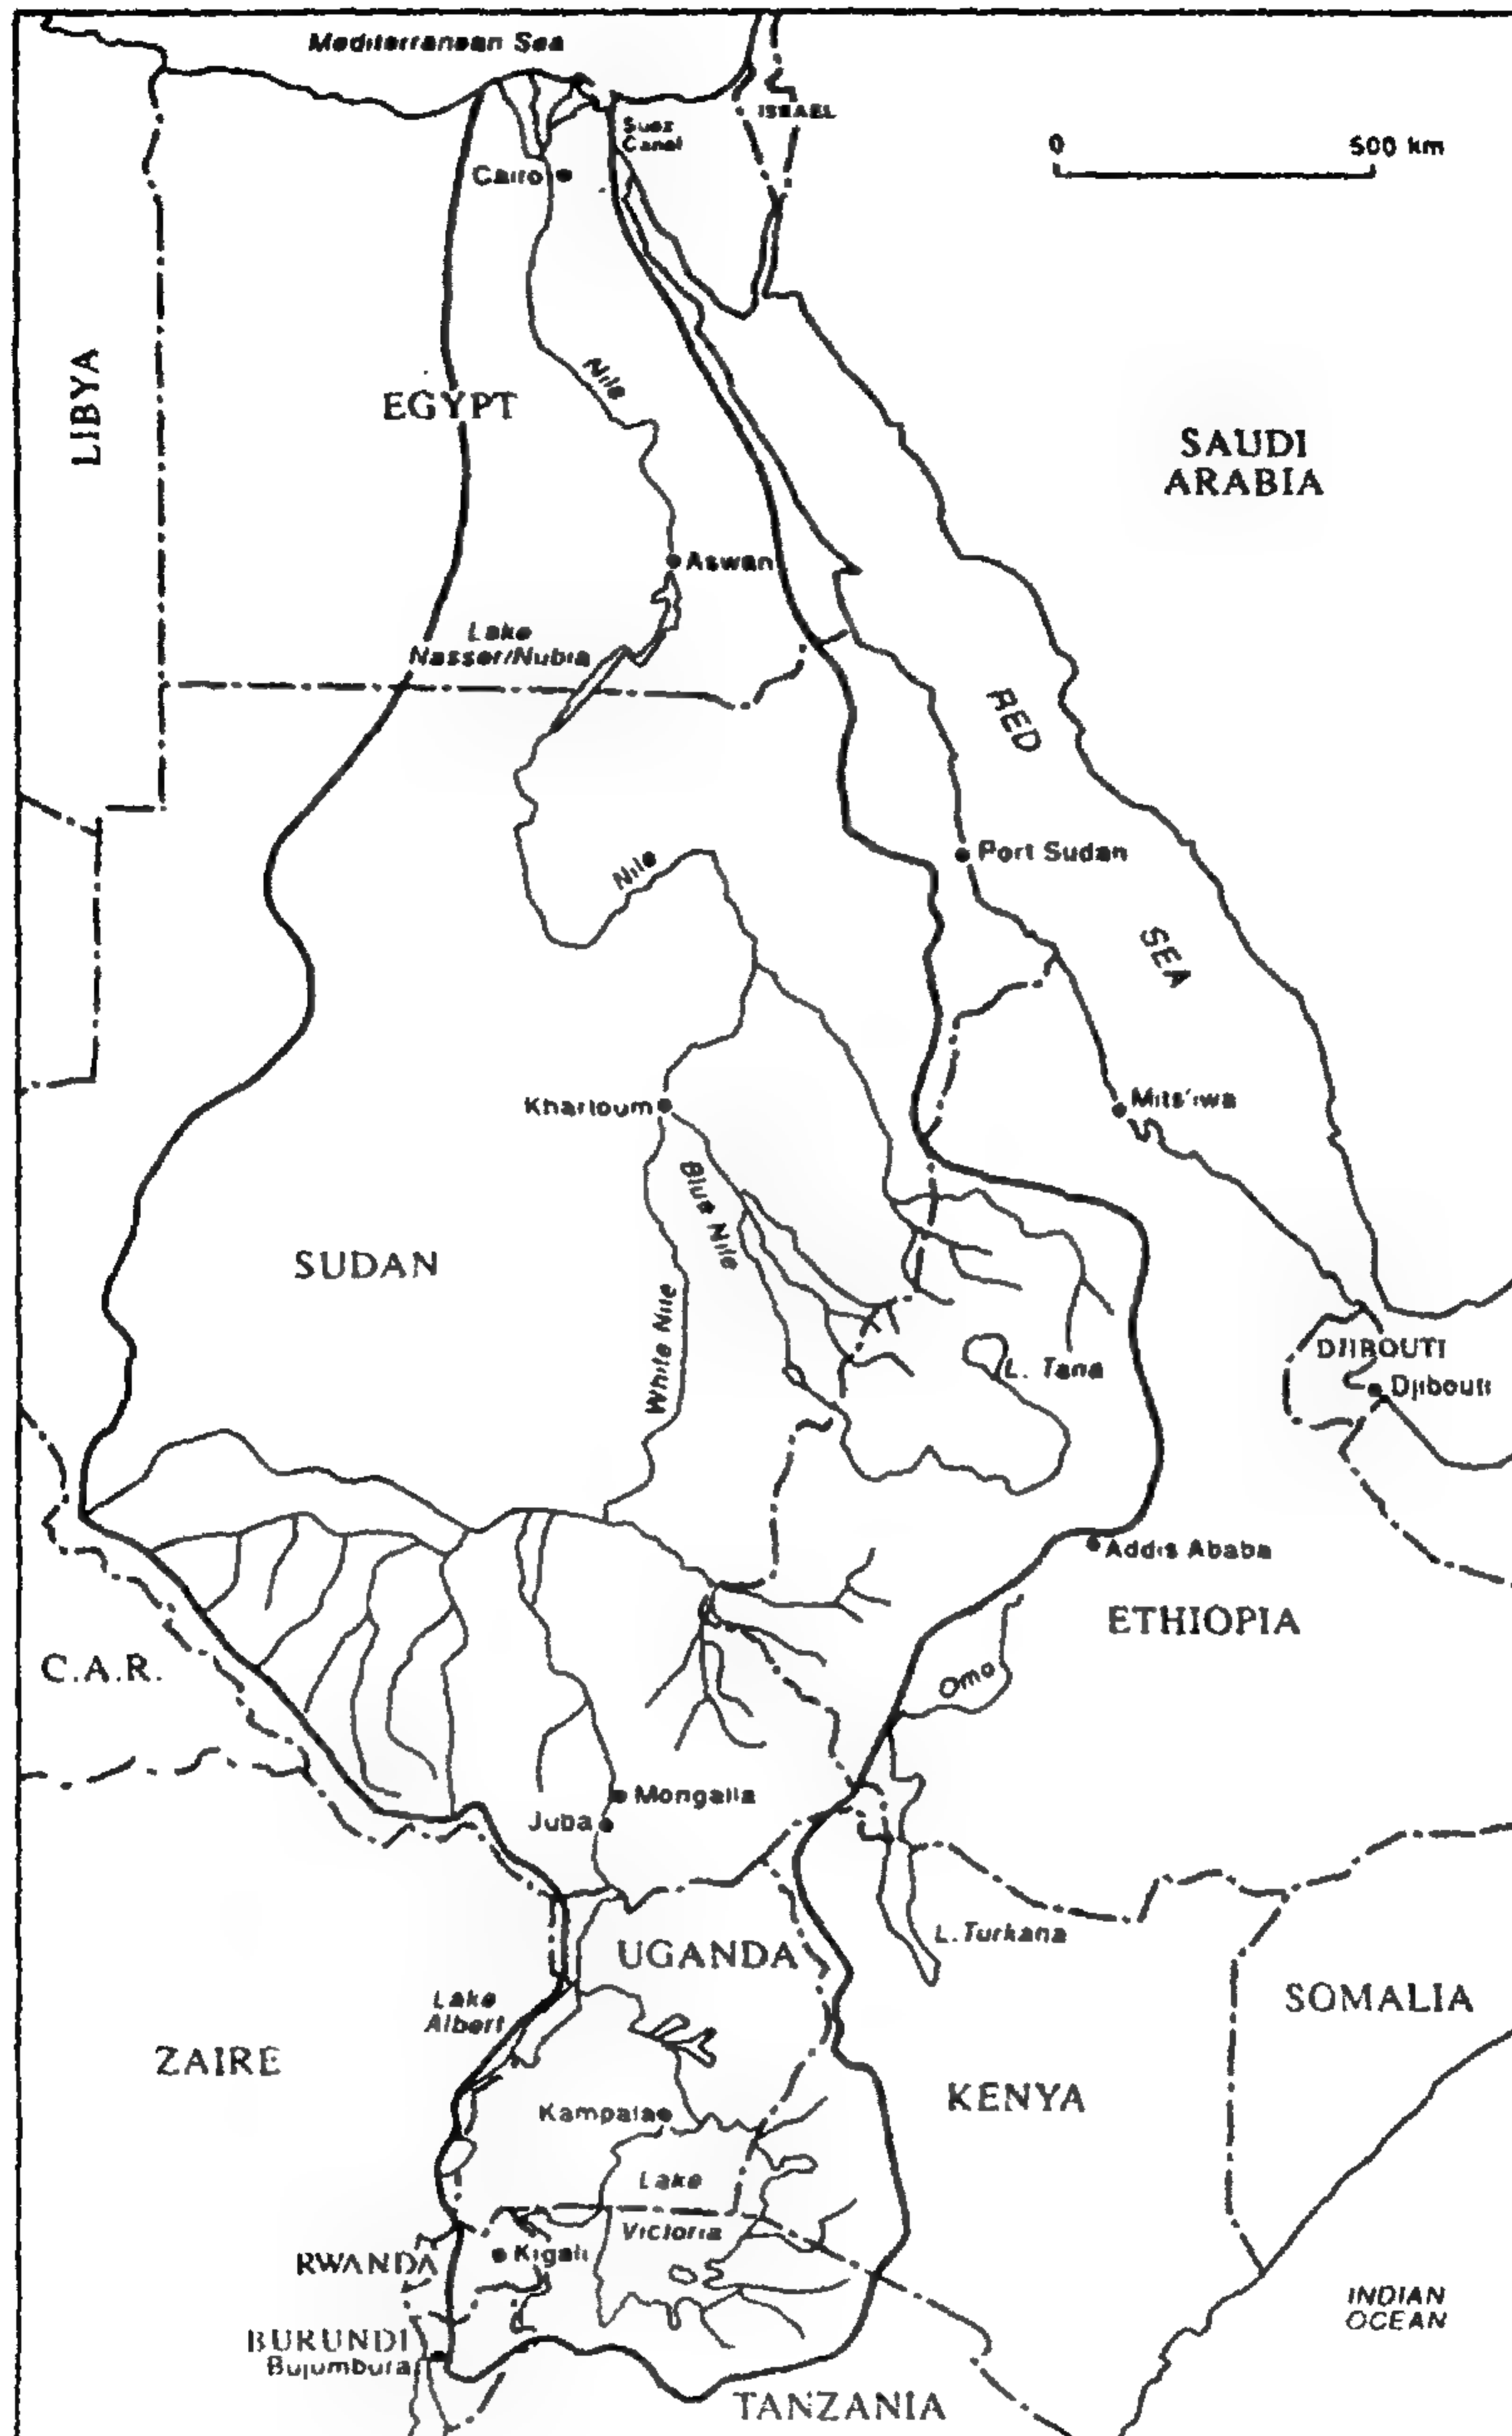 Mediterranean Sea
ISRAEL
Suez
Canal
0 500 km
Cairo
LIBYA
Nile
EGYPT
SAUDI
ARABIA
Aswan
Lake
Nasser/Nubia
RED
Port Sudan
Nile
SEA
Khartoum
Mits'iwa
Blue Nile
SUDAN
White Nile
DJIBOUTI
L. Tana
Djibouti
Addis Ababa
ETHIOPIA
C.A.R.
Omo
Mongalla
Juba
L. Turkana
UGANDA
SOMALIA
Lake
Albert
ZAIRE
KENYA
Kampala
Lake
Victoria
Kigali
RWANDA
INDIAN
OCEAN
BURUNDI
Bujumbura
TANZANIA